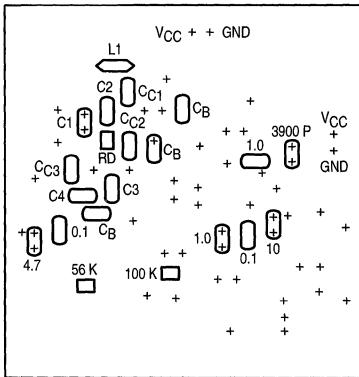 VCC + + GND
L1
C2
CC1
C1
CB
CC2
VCC
3900 P
1.0
RD
CB
GND
CC3
C4
C3
CB
0.1
1.0
10
0.1
4.7
56 K
100 K